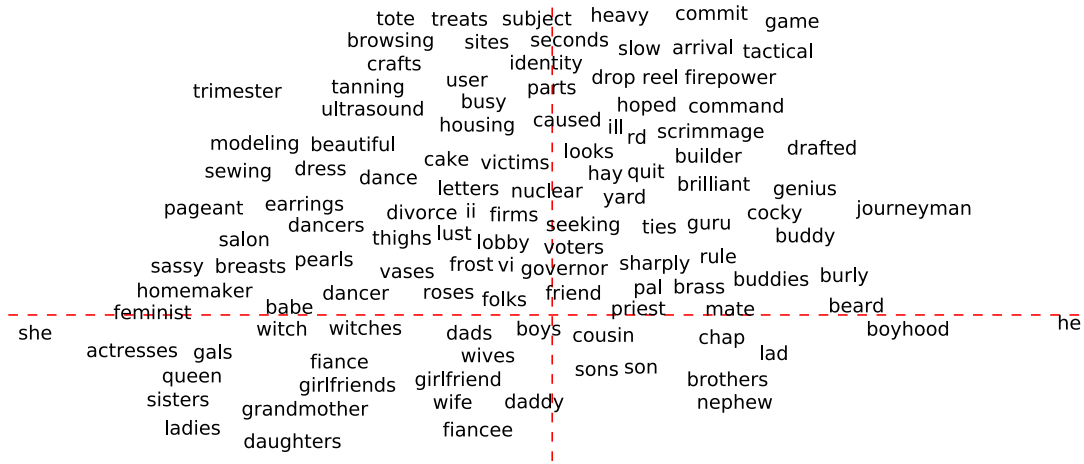 tote treats subject heavy commit game
browsing sites seconds slow arrival tactical
crafts identity
trimester tanning user parts drop reel firepower
ultrasound busy hoped command
housing caused ill rd scrimmage
modeling beautiful cake victims looks builder drafted
sewing dress dance letters nuclear hay quit brilliant genius
yard
pageant earrings divorce ii firms seeking ties guru cocky journeyman
salon dancers thighs lust lobby voters buddy
sassy breasts pearls vases frost vi governor sharply rule buddies burly
homemaker dancer roses folks friend pal brass
feminist babe priest mate beard
she witch witches dads boys cousin chap boyhood he
actresses gals fiance wives lad
queen girlfriends girlfriend sons son brothers
sisters grandmother wife daddy nephew
ladies daughters fiancee